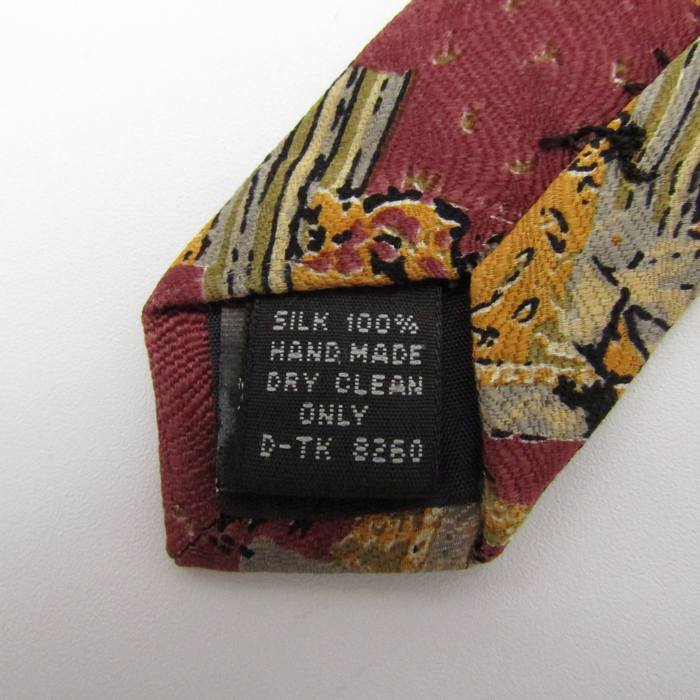 SILK 100%
HAND MADE
DRY CLEAN
ONLY
D-TK 8260